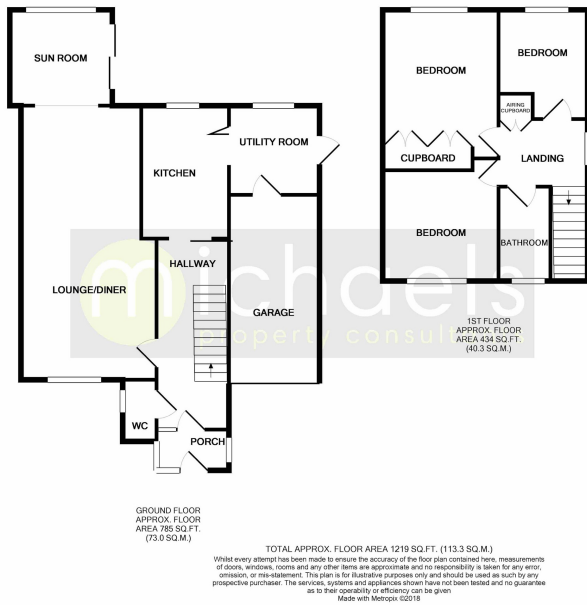 SUN ROOM
BEDROOM
BEDROOM
AIRING
CUPBOARD
UTILITY ROOM
KITCHEN
CUPBOARD
LANDING
BEDROOM
BATHROOM
HALLWAY
LOUNGE/DINER
GARAGE
michaels
property consultants
WC
PORCH
1ST FLOOR
APPROX. FLOOR
AREA 434 SQ.FT.
(40.3 SQ.M.)
GROUND FLOOR
APPROX. FLOOR
AREA 785 SQ.FT.
(73.0 SQ.M.)
TOTAL APPROX. FLOOR AREA 1219 SQ.FT. (113.3 SQ.M.)
Whilst every attempt has been made to ensure the accuracy of the floor plan contained here, measurements
of doors, windows, rooms and any other items are approximate and no responsibility is taken for any error,
omission, or mis-statement. This plan is for illustrative purposes only and should be used as such by any
prospective purchaser. The services, systems and appliances shown have not been tested and no guarantee
as to their operability or efficiency can be given
Made with Metropix ©2018